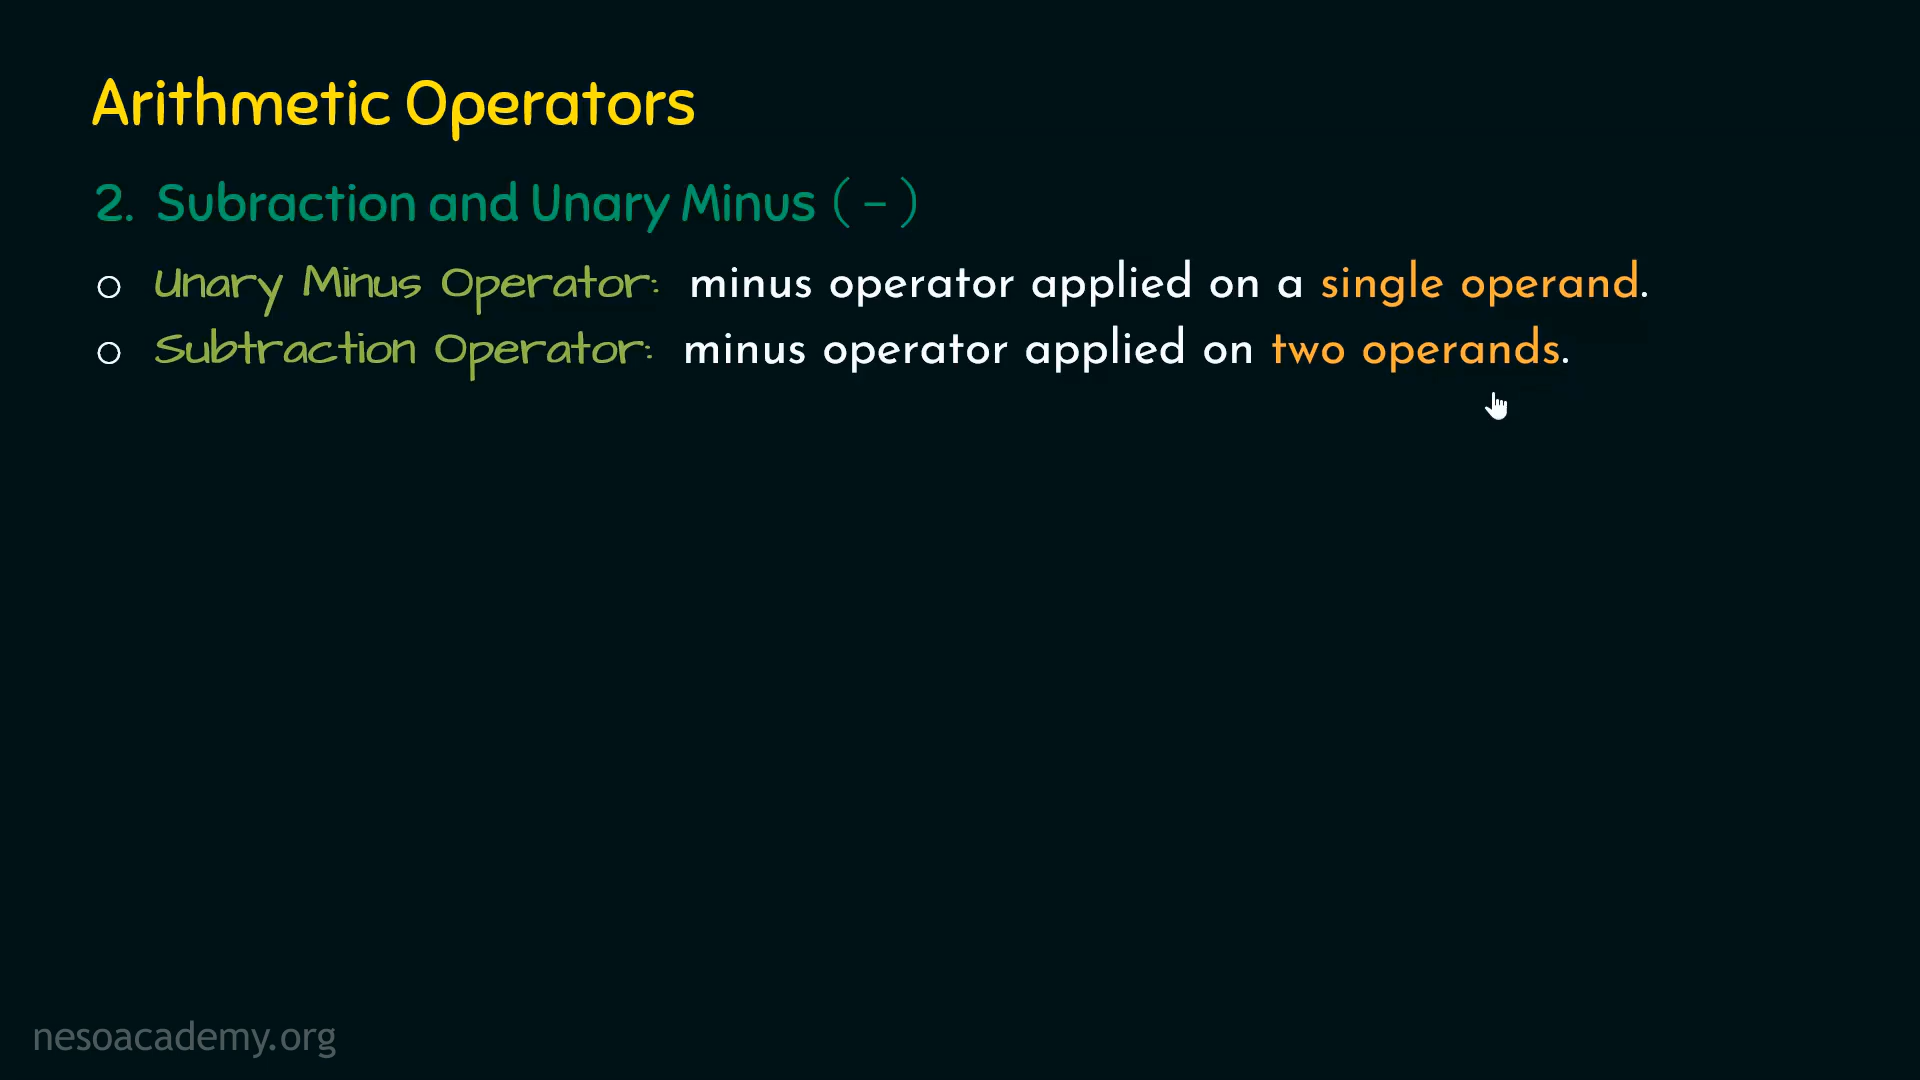 Arithmetic Operators
2. Subraction and Unary Minus ( - )
Unary Minus Operator: minus operator applied on a single operand.
Subtraction Operator: minus operator applied on two operands.
nesoacademy.org